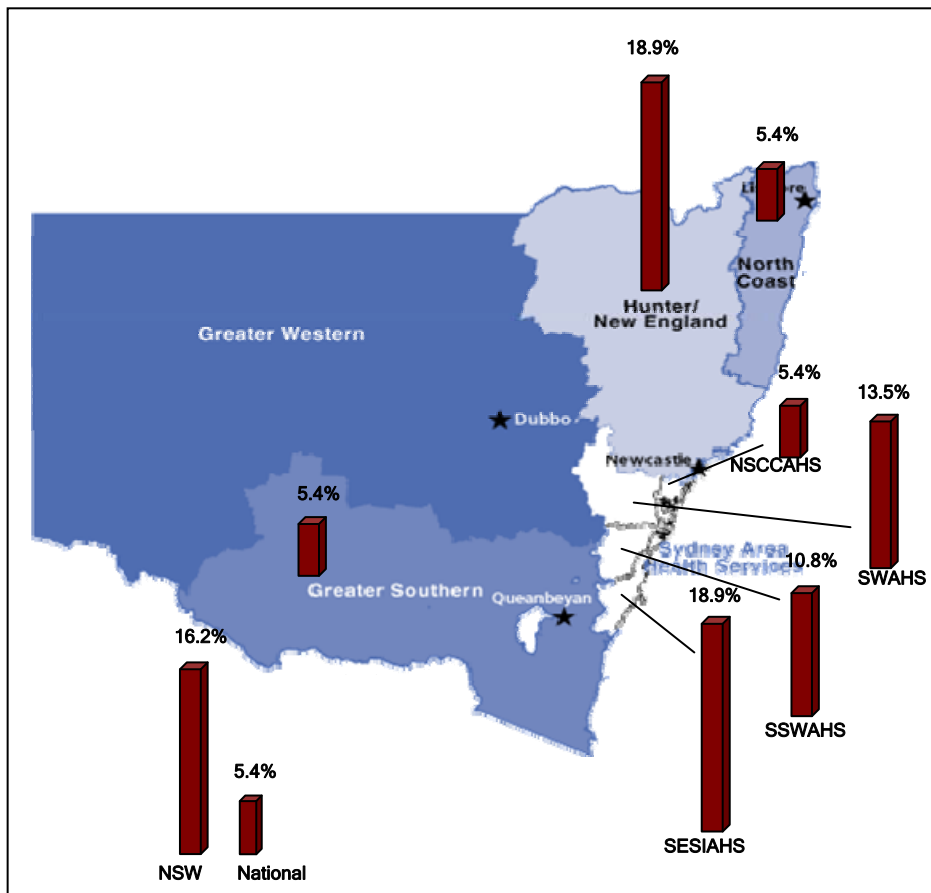 18.9%
5.4%
North
Coast
Hunter/
New England
Greater Western
5.4%
13.5%
Dubbo
Newcastle
NSCCAHS
5.4%
Sydney Area
Health Services
10.8%
SWAHS
Greater Southern
Queanbeyan
18.9%
16.2%
SSWAHS
5.4%
SESIAHS
NSW
National